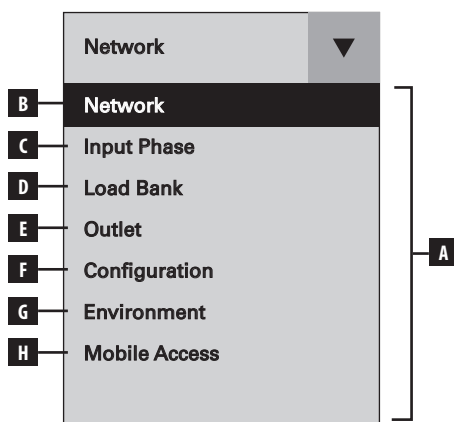 Network
B Network
C Input Phase
D Load Bank
E Outlet
F Configuration
G Environment
H Mobile Access
A